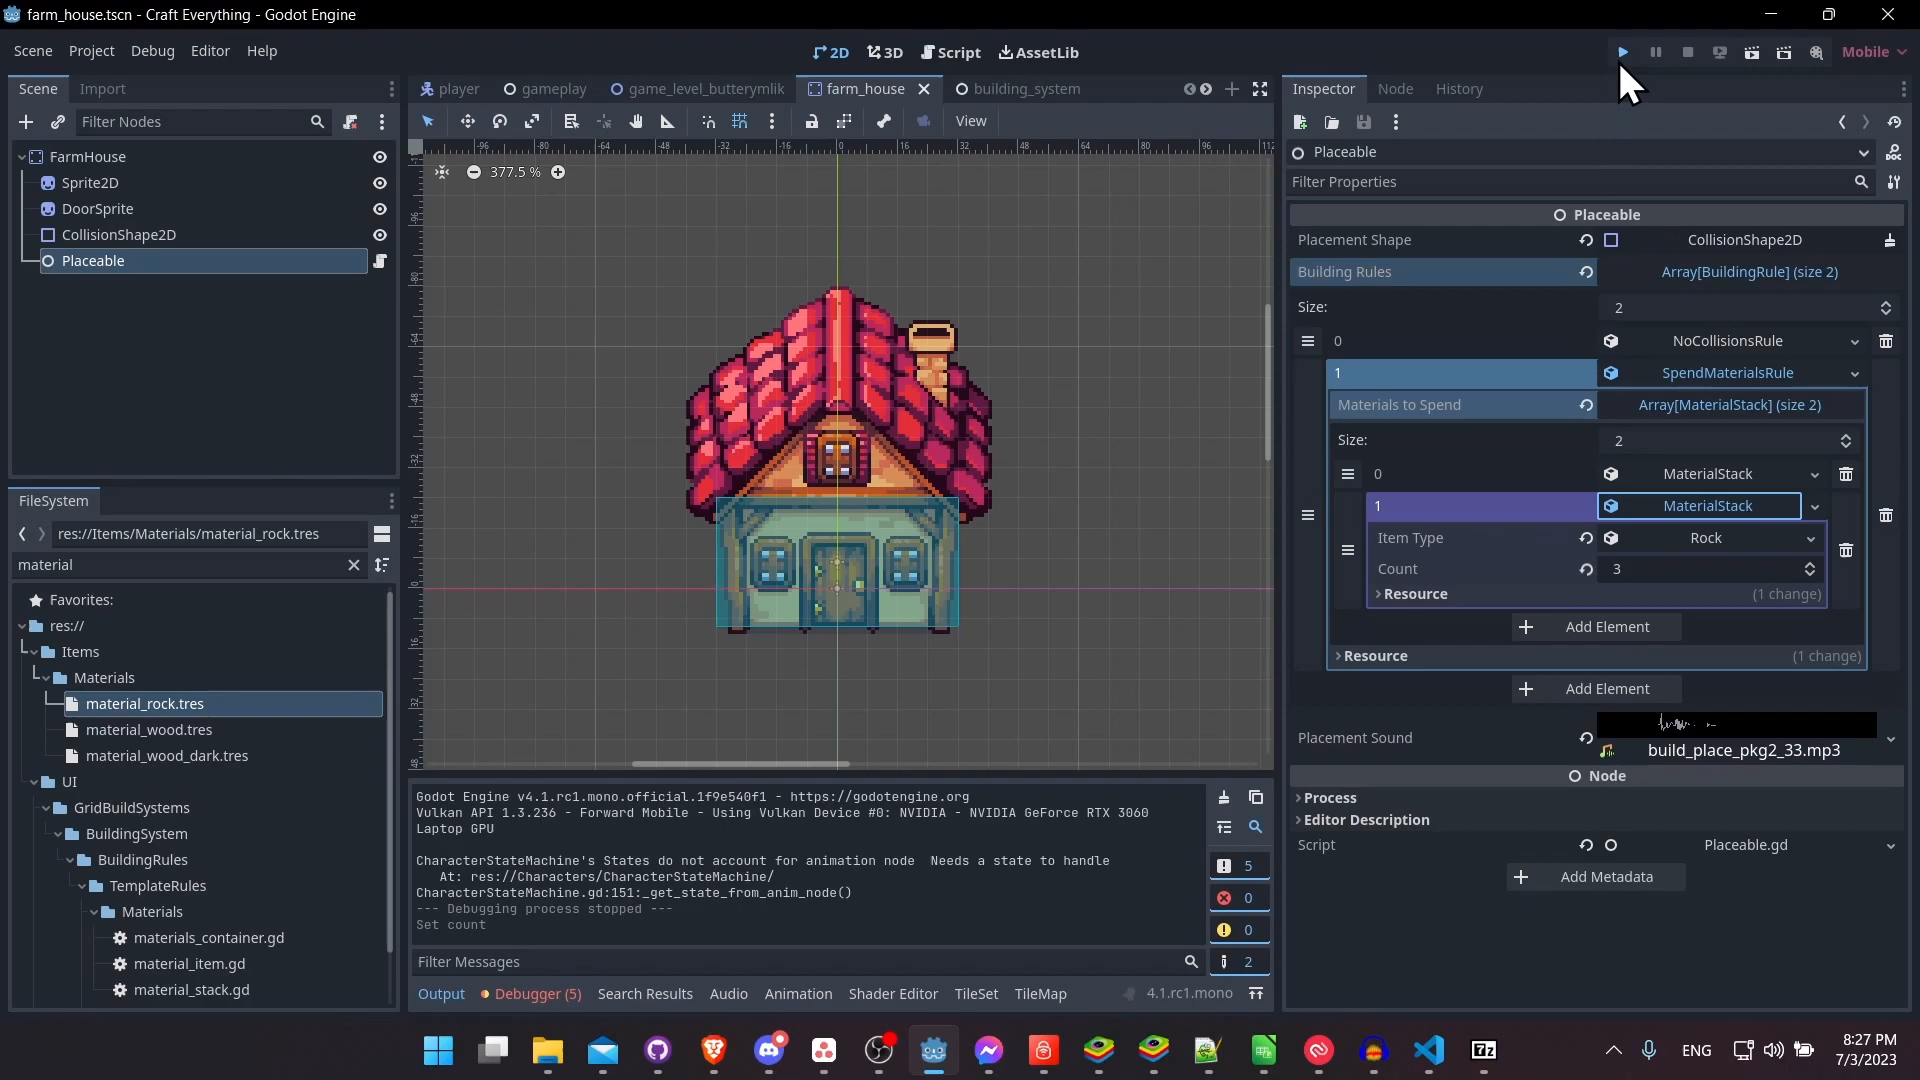 farm_house.tscn - Craft Everything - Godot Engine
Scene Project Debug Editor Help
2D 3D Script AssetLib
Mobile
Scene Import
Filter Nodes
FarmHouse
Sprite2D
DoorSprite
CollisionShape2D
Placeable
FileSystem
res://Items/Materials/material_rock.tres
material
Favorites:
res://
Items
Materials
material_rock.tres
material_wood.tres
material_wood_dark.tres
UI
GridBuildSystems
BuildingSystem
BuildingRules
TemplateRules
Materials
materials_container.gd
material_item.gd
material_stack.gd
player gameplay game_level_butterymlik farm_house building_system
View
377.5 %
Godot Engine v4.1.rc1.mono.official.1f9e540f1 - https://godotengine.org
Vulkan API 1.3.236 - Forward Mobile - Using Vulkan Device #0: NVIDIA - NVIDIA GeForce RTX 3060
Laptop GPU
CharacterStateMachine's States do not account for animation node  Needs a state to handle
At: res://Characters/CharacterStateMachine/
CharacterStateMachine.gd:151:_get_state_from_anim_node()
--- Debugging process stopped ---
Set count
5
0
0
2
Filter Messages
Output Debugger (5) Search Results Audio Animation Shader Editor TileSet TileMap 4.1.rc1.mono
Inspector Node History
Placeable
Filter Properties
Placeable
Placement Shape CollisionShape2D
Building Rules Array[BuildingRule] (size 2)
Size: 2
0 NoCollisionsRule
1 SpendMaterialsRule
Materials to Spend Array[MaterialStack] (size 2)
Size: 2
0 MaterialStack
1 MaterialStack
Item Type Rock
Count 3
Resource (1 change)
Add Element
Resource (1 change)
Add Element
Placement Sound build_place_pkg2_33.mp3
Node
Process
Editor Description
Script Placeable.gd
Add Metadata
7z
ENG
8:27 PM
7/3/2023